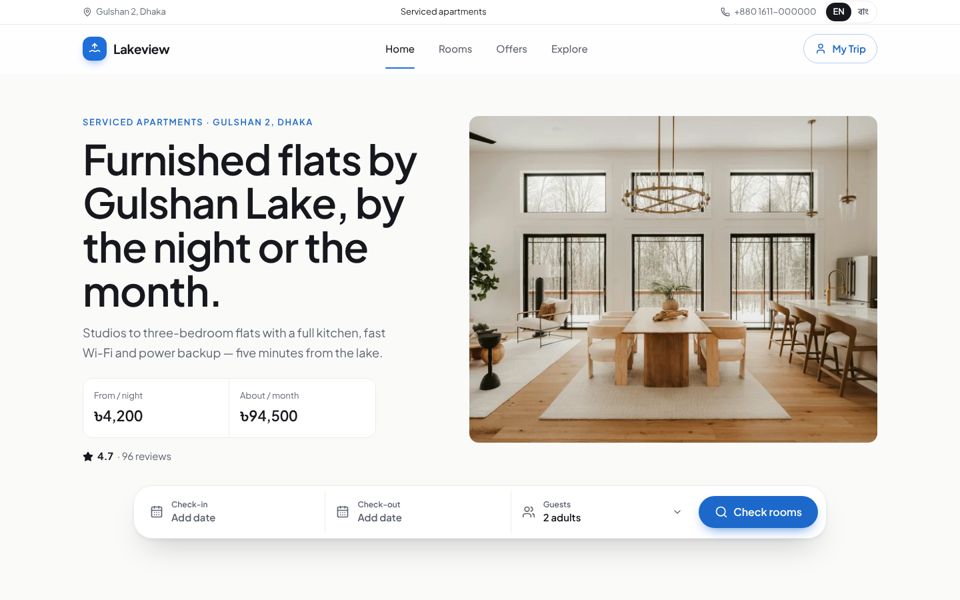 Gulshan 2, Dhaka
Serviced apartments
+880 1611-000000
EN
বাং
Lakeview
Home
Rooms
Offers
Explore
My Trip
SERVICED APARTMENTS · GULSHAN 2, DHAKA
Furnished flats by
Gulshan Lake, by
the night or the
month.
Studios to three-bedroom flats with a full kitchen, fast
Wi-Fi and power backup — five minutes from the lake.
From / night
৳4,200
About / month
৳94,500
4.7 · 96 reviews
Check-in
Add date
Check-out
Add date
Guests
2 adults
Check rooms